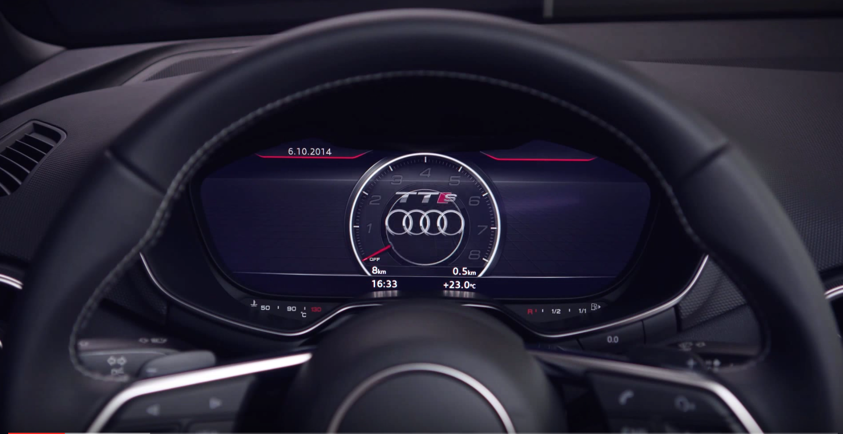 6.10.2014
4
3 5
2 6
TTS
1 7
OFF 8
8km 0.5km
16:33 +23.0°C
50 90 130 °C
R 1/2 1/1
0.0